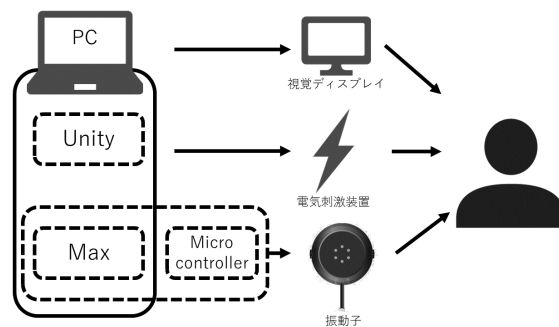 PC
視覚ディスプレイ
Unity
電気刺激装置
Max
Micro
controller
振動子